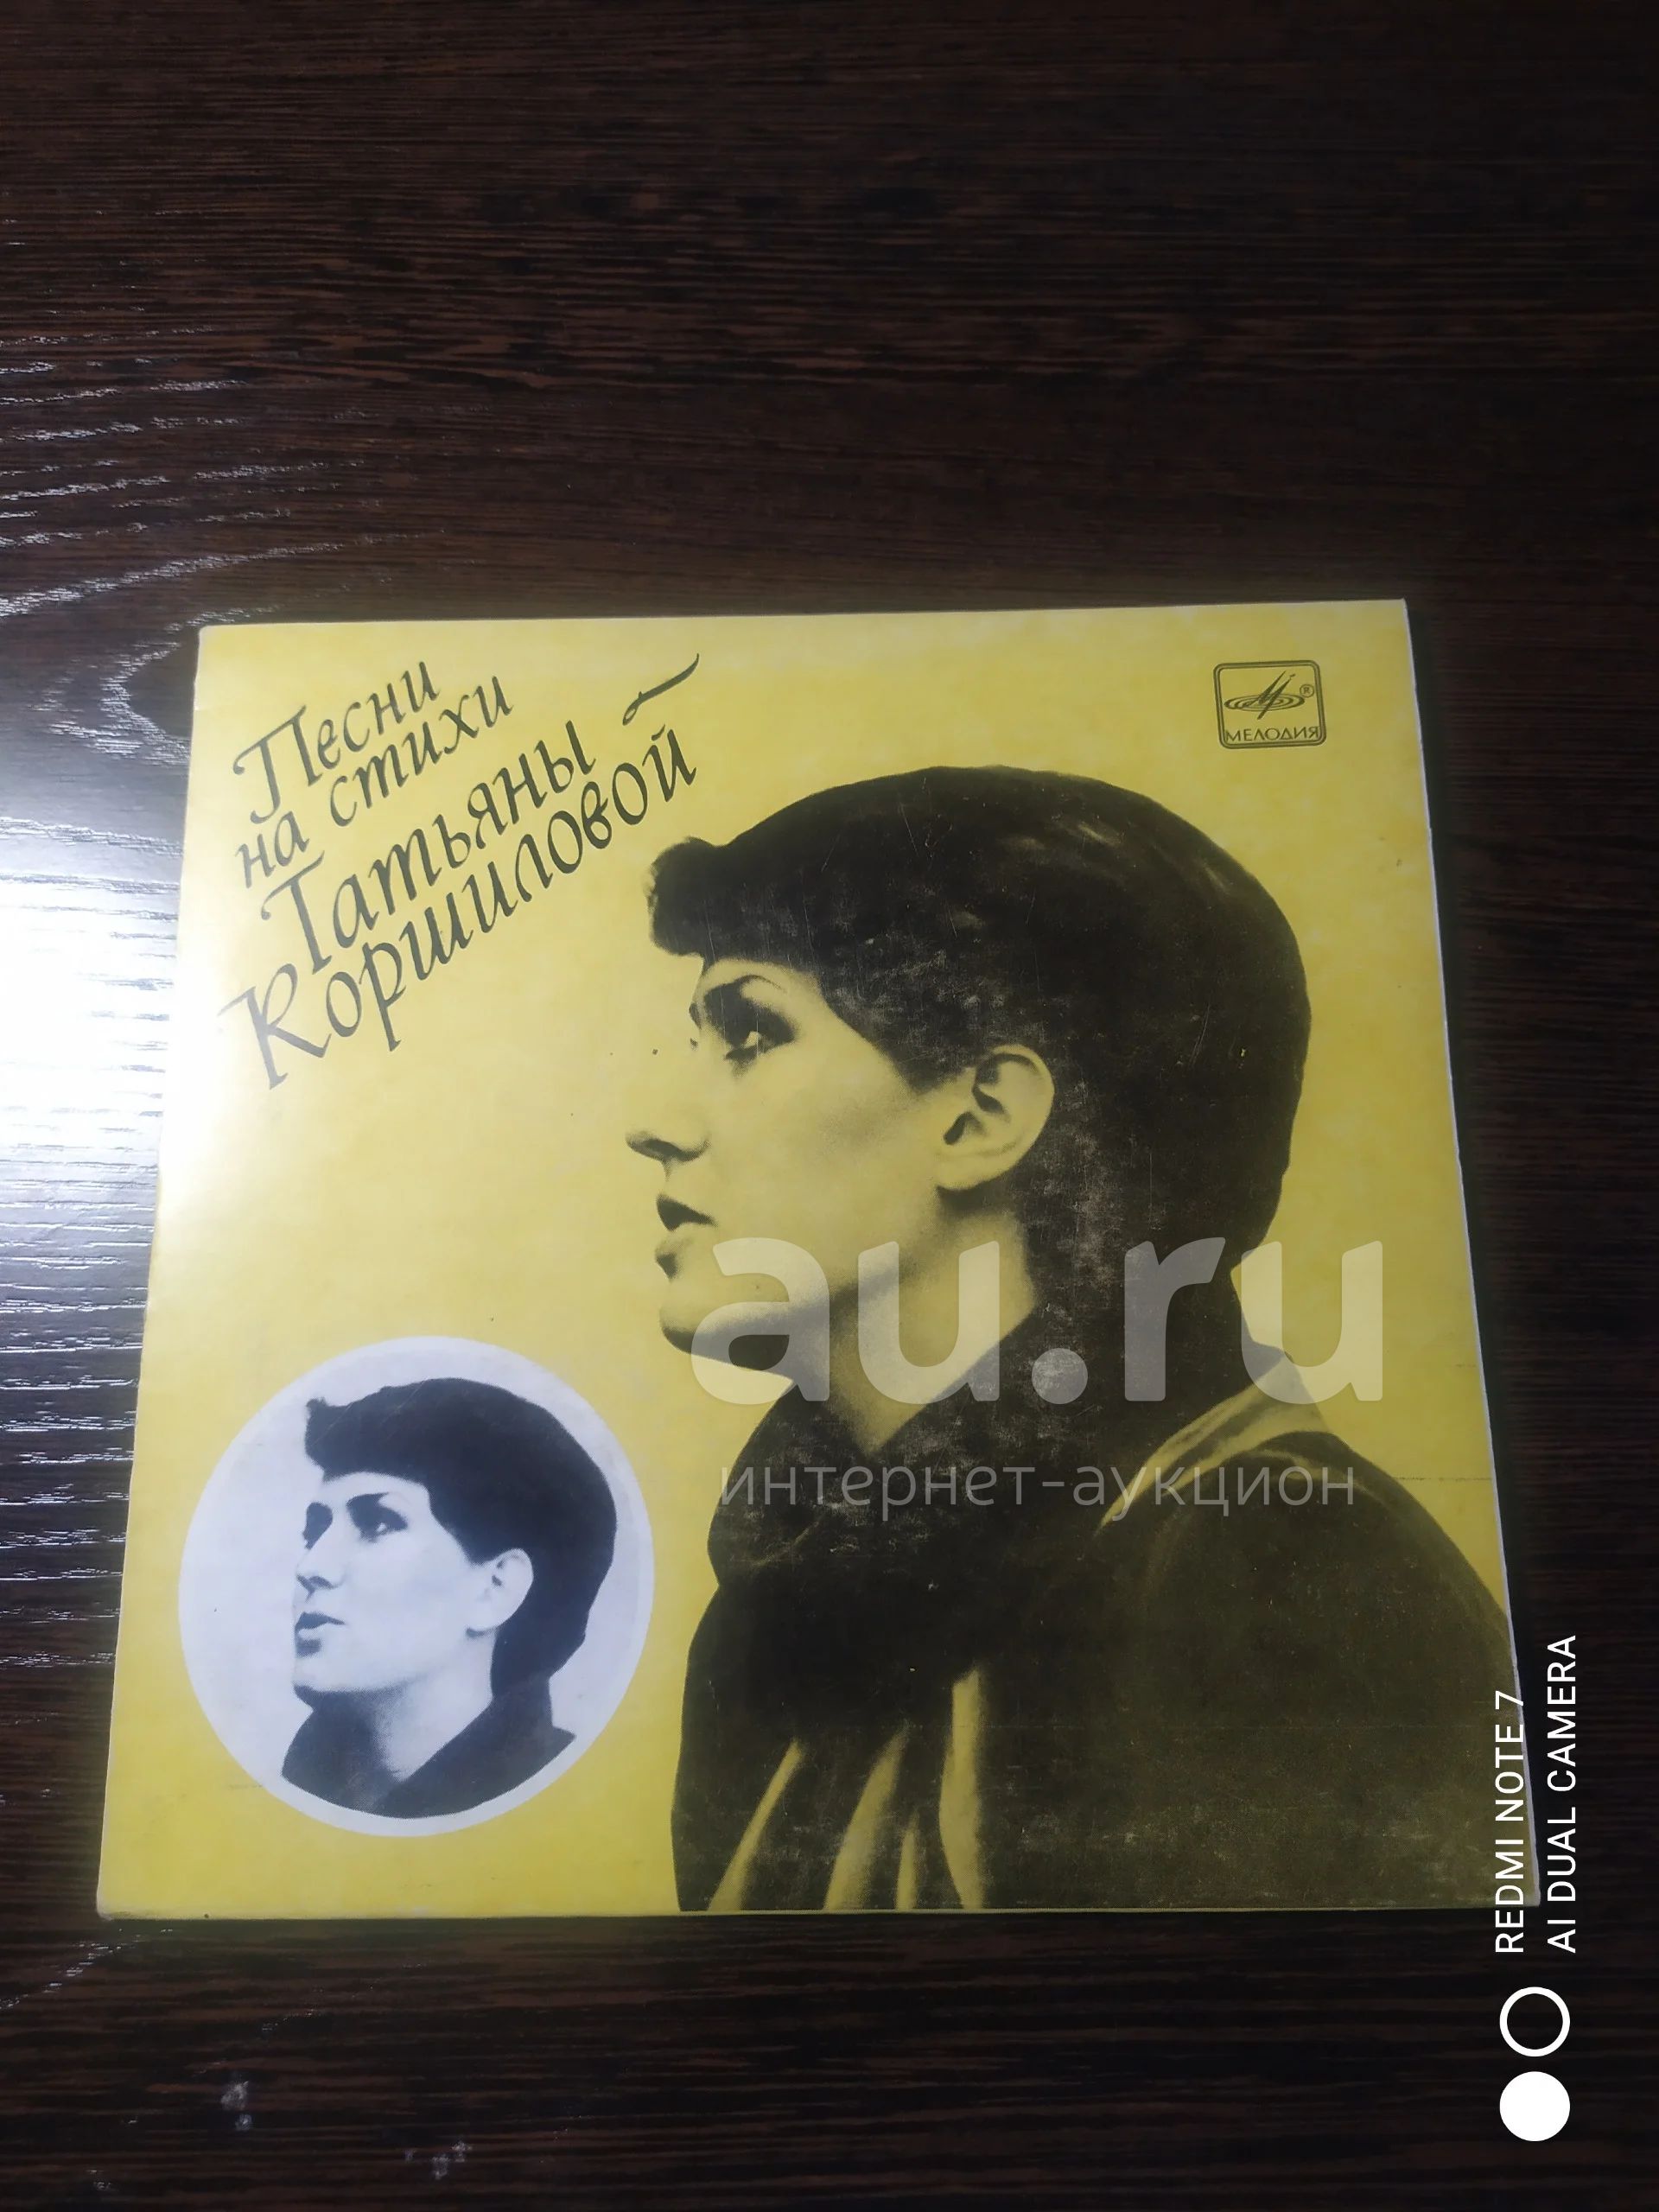 Песни
на стихи
Татьяны
Коршиловой
МЕЛОДИЯ
au.ru
интернет-аукцион
REDMI NOTE 7
AI DUAL CAMERA